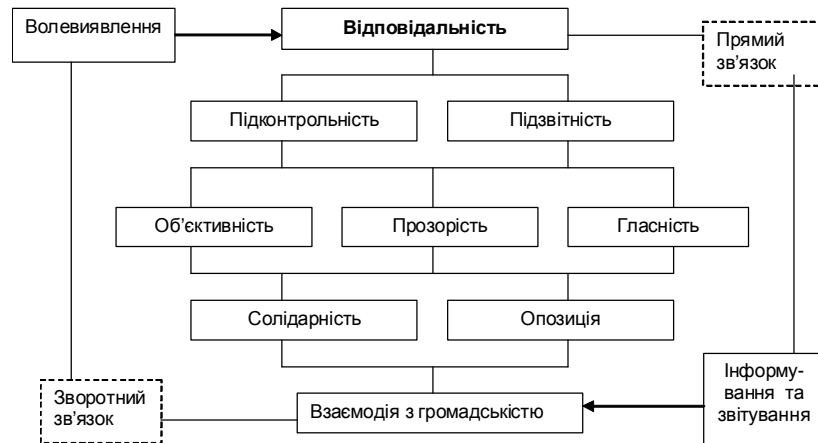 Волевиявлення
Відповідальність
Прямий
зв’язок
Підконтрольність
Підзвітність
Об’єктивність
Прозорість
Гласність
Солідарність
Опозиція
Зворотний
зв’язок
Взаємодія з громадськістю
Інформу-
вання та
звітування